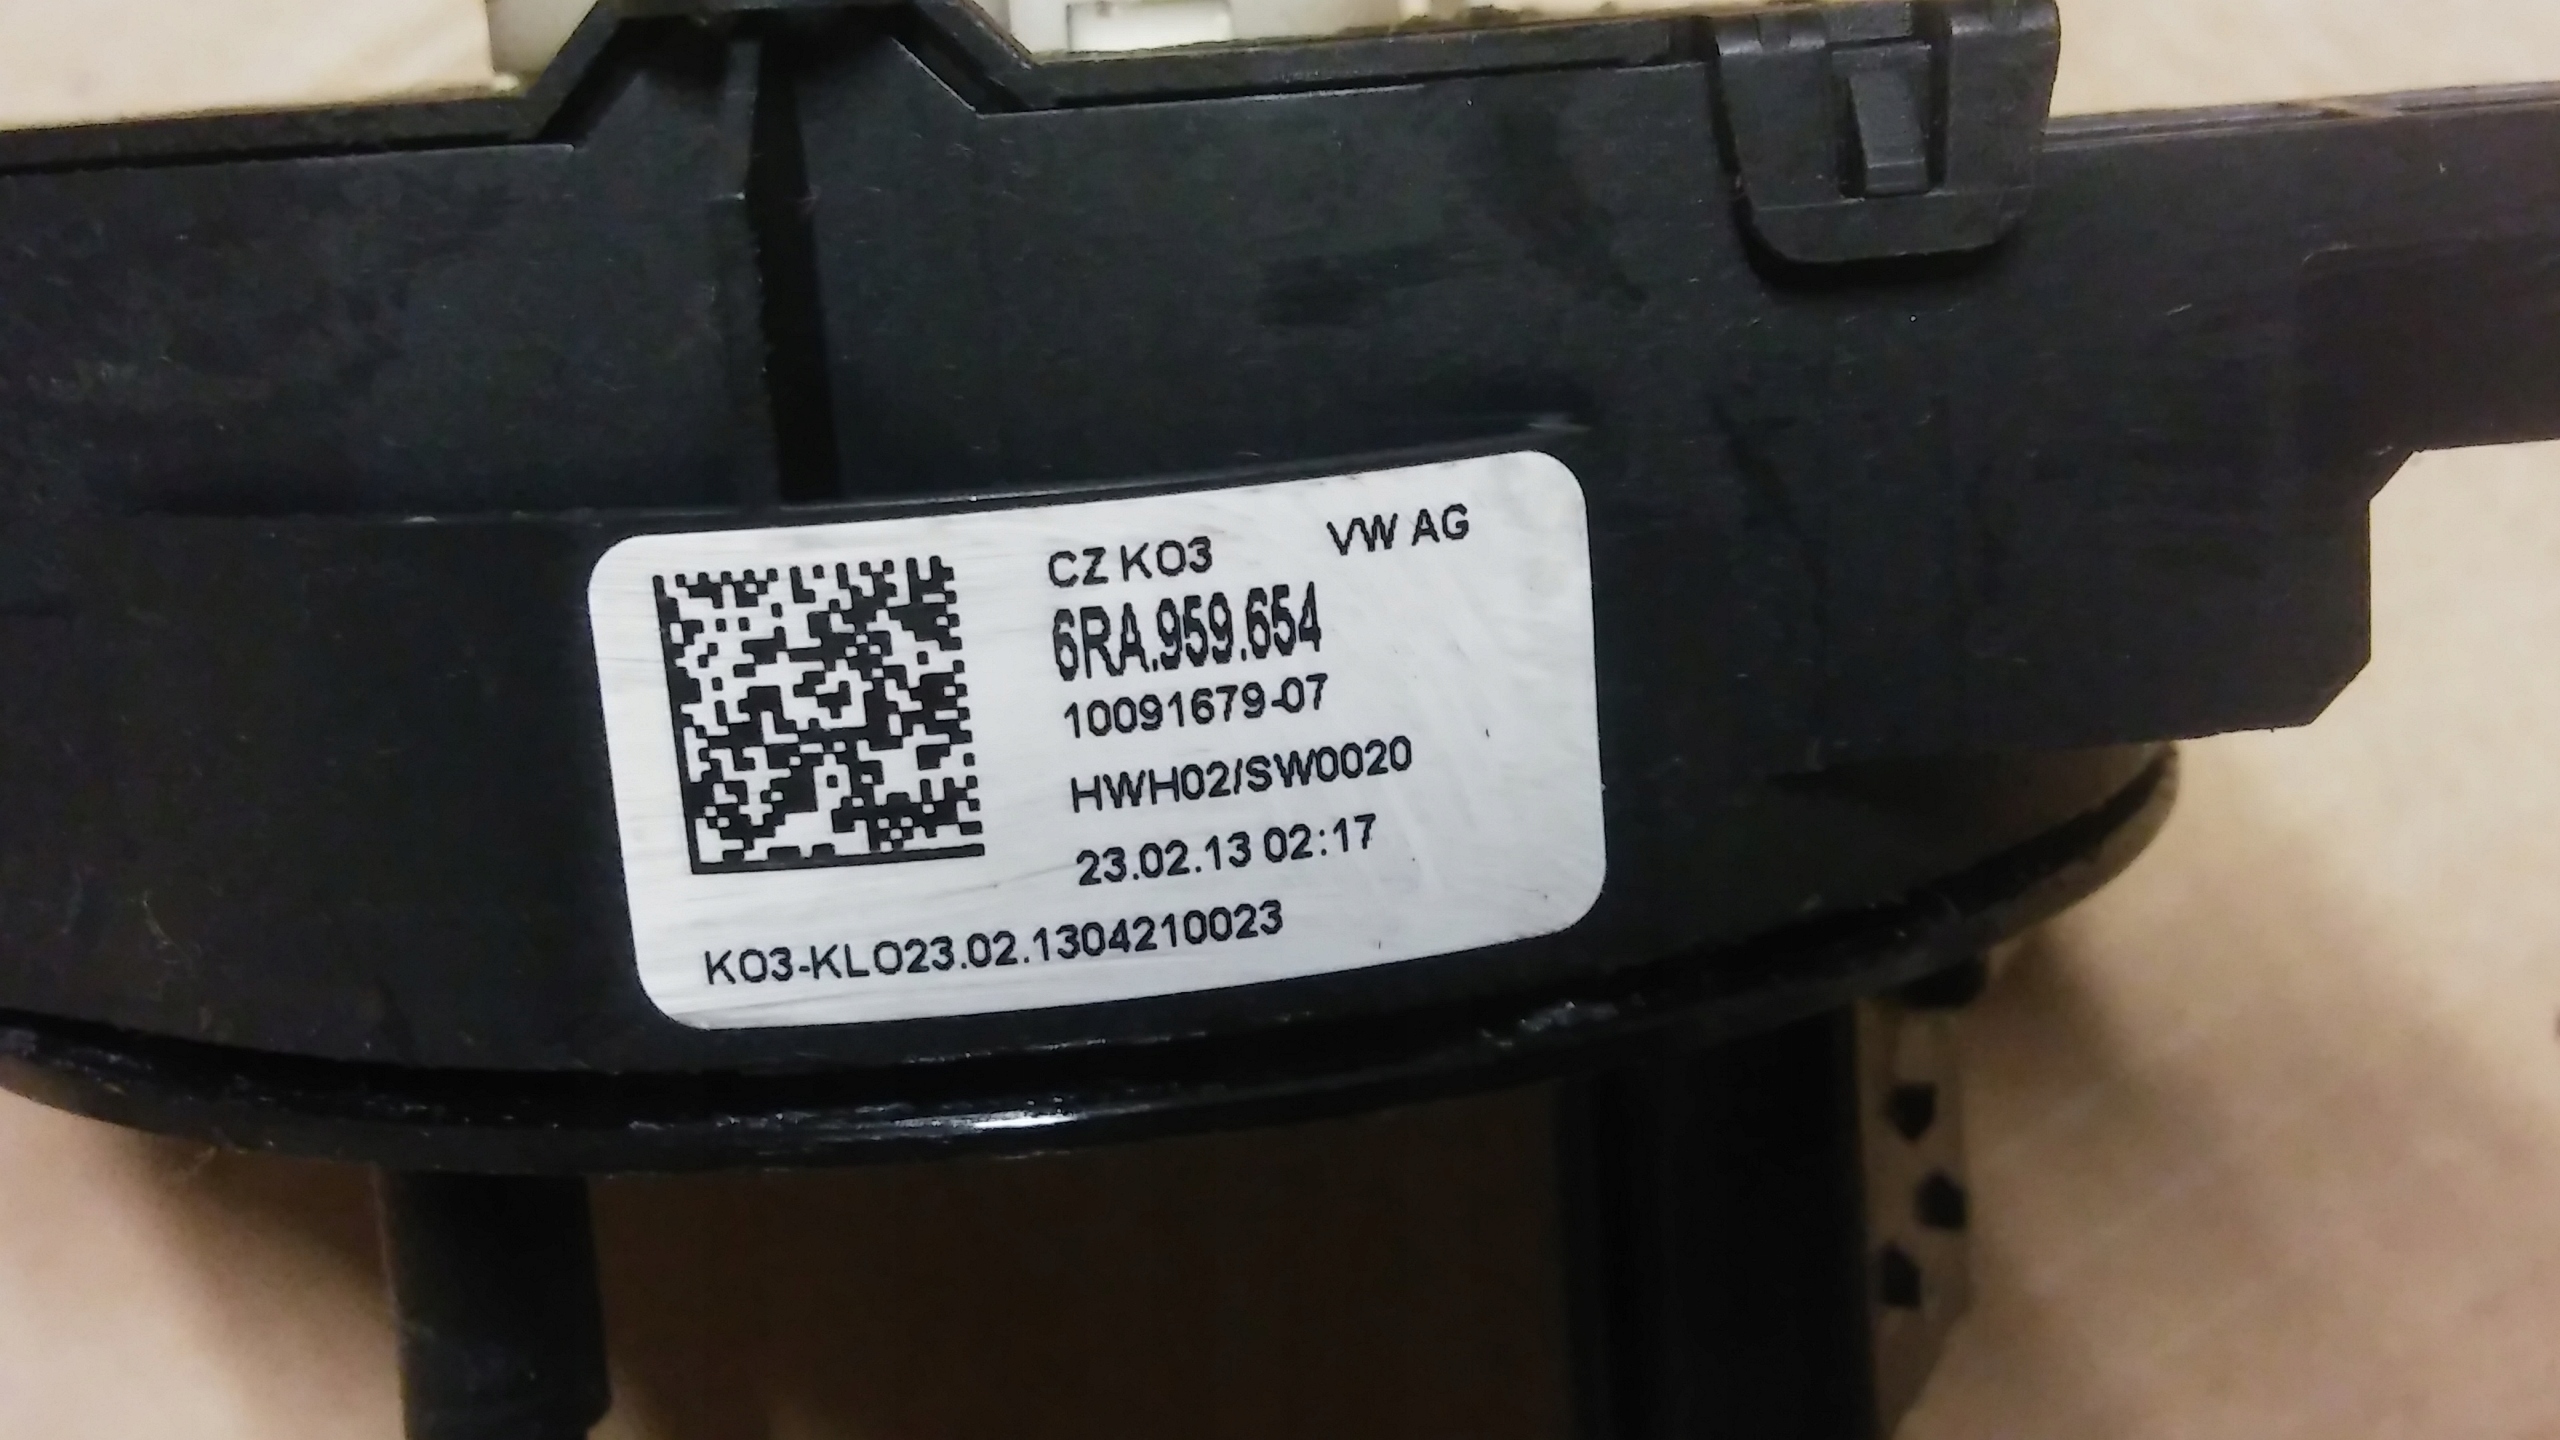 CZ KO3 VW AG
6RA.959.654
10091679-07
HWH02/SW0020
23.02.13 02:17
KO3-KLO23.02.1304210023